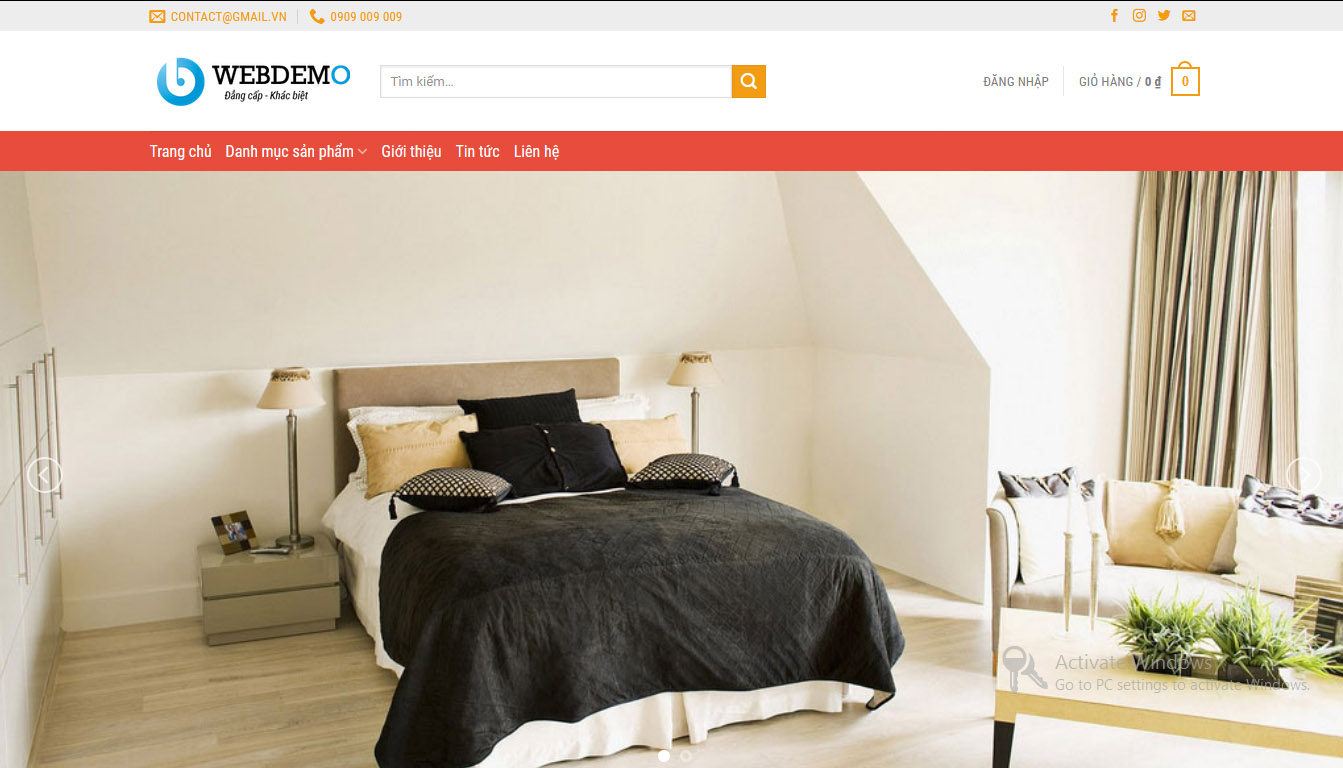 CONTACT@GMAIL.VN
0909 009 009
WEBDEMO
Đẳng cấp - Khác biệt
Tìm kiếm...
ĐĂNG NHẬP
GIỎ HÀNG / 0 ₫
0
Trang chủ
Danh mục sản phẩm
Giới thiệu
Tin tức
Liên hệ
Activate Windows
Go to PC settings to activate Windows.